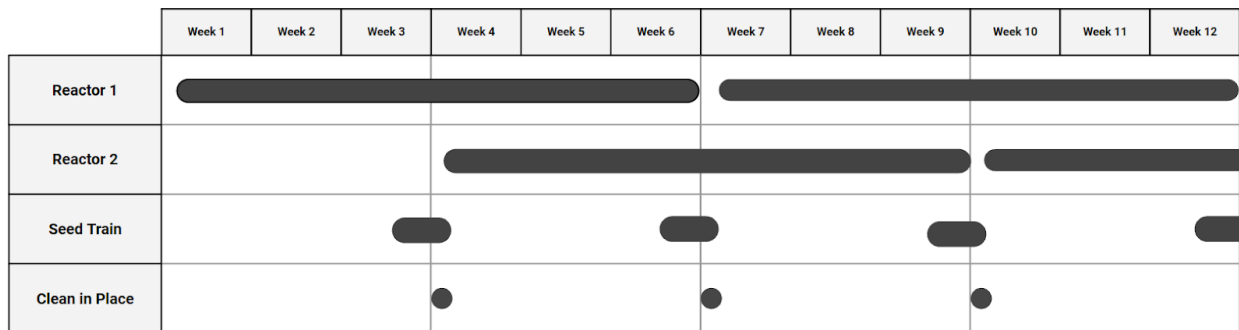 Week 1 Week 2 Week 3 Week 4 Week 5 Week 6 Week 7 Week 8 Week 9 Week 10 Week 11 Week 12
Reactor 1
Reactor 2
Seed Train
Clean in Place